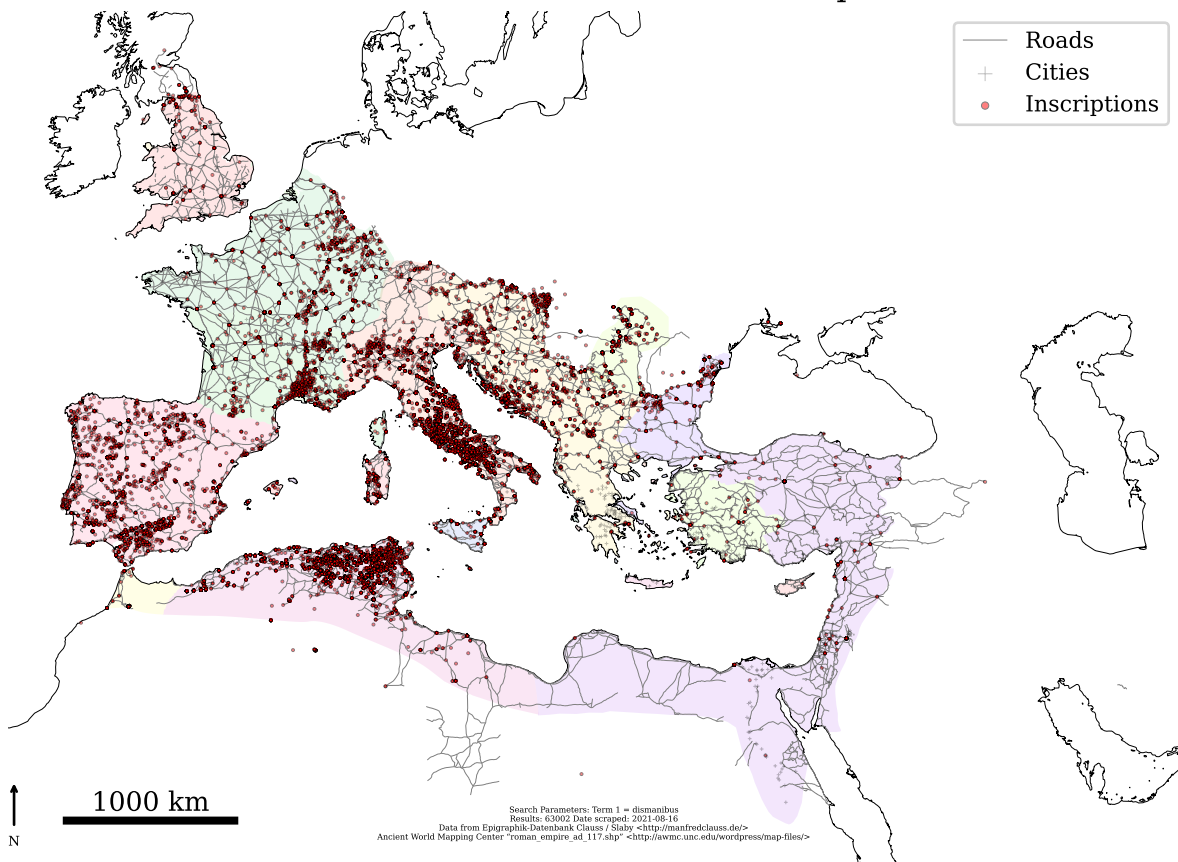 Roads
Cities
Inscriptions
1000 km
N
Search Parameters: Term 1 = dismanibus
Results: 63002 Date scraped: 2021-08-16
Data from Epigraphik-Datenbank Clauss / Slaby <http://manfredclauss.de/>
Ancient World Mapping Center "roman_empire_ad_117.shp" <http://awmc.unc.edu/wordpress/map-files/>